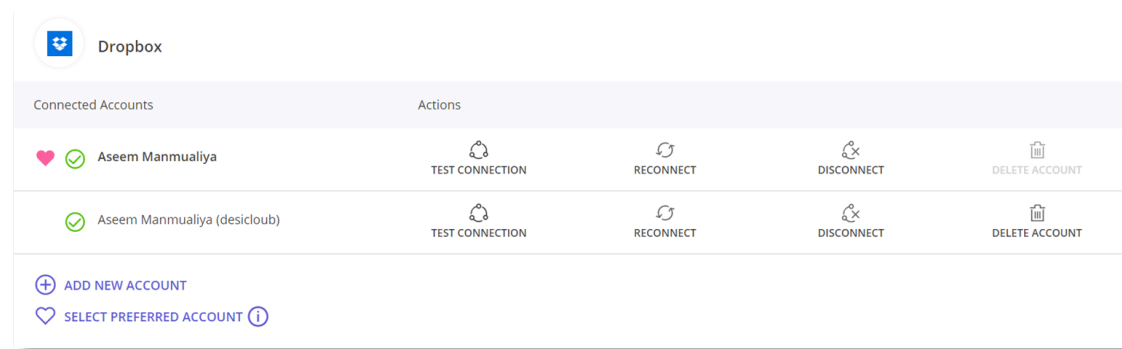 Dropbox
Connected Accounts Actions
Aseem Manmualiya TEST CONNECTION RECONNECT DISCONNECT DELETE ACCOUNT
Aseem Manmualiya (desicloub) TEST CONNECTION RECONNECT DISCONNECT DELETE ACCOUNT
ADD NEW ACCOUNT
SELECT PREFERRED ACCOUNT i